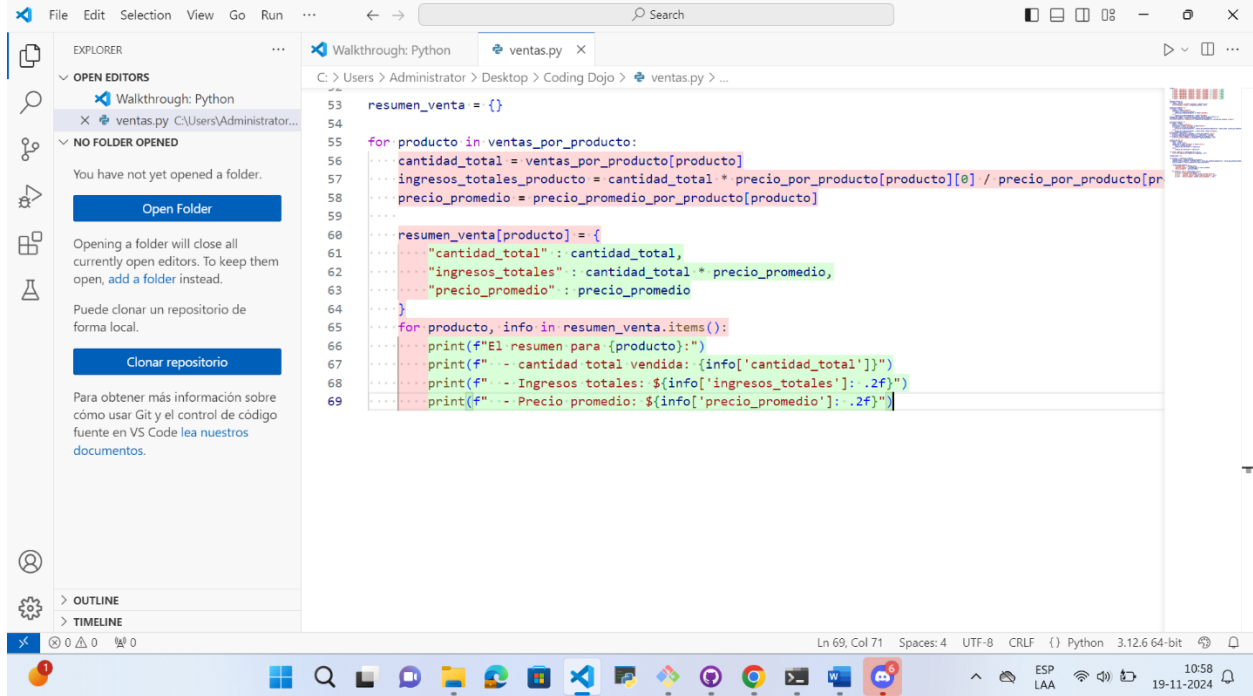 File Edit Selection View Go Run ··· Search
EXPLORER ···
OPEN EDITORS
Walkthrough: Python
ventas.py C:\Users\Administrator...
NO FOLDER OPENED
You have not yet opened a folder.
Open Folder
Opening a folder will close all
currently open editors. To keep them
open, add a folder instead.
Puede clonar un repositorio de
forma local.
Clonar repositorio
Para obtener más información sobre
cómo usar Git y el control de código
fuente en VS Code lea nuestros
documentos.
OUTLINE
TIMELINE
Walkthrough: Python ventas.py
C: > Users > Administrator > Desktop > Coding Dojo > ventas.py > ...
53 resumen_venta = {}
54
55 for producto in ventas_por_producto:
56 cantidad_total = ventas_por_producto[producto]
57 ingresos_totales_producto = cantidad_total * precio_por_producto[producto][0] / precio_por_producto[pr
58 precio_promedio = precio_promedio_por_producto[producto]
59
60 resumen_venta[producto] = {
61 "cantidad_total" : cantidad_total,
62 "ingresos_totales" : cantidad_total * precio_promedio,
63 "precio_promedio" : precio_promedio
64 }
65 for producto, info in resumen_venta.items():
66 print(f"El resumen para {producto}:")
67 print(f"  - cantidad total vendida: {info['cantidad_total']}")
68 print(f"  - Ingresos totales: ${info['ingresos_totales']: .2f}")
69 print(f"  - Precio promedio: ${info['precio_promedio']: .2f}")
0 0 0 Ln 69, Col 71 Spaces: 4 UTF-8 CRLF {} Python 3.12.6 64-bit
1 6 ESP 10:58
LAA 19-11-2024